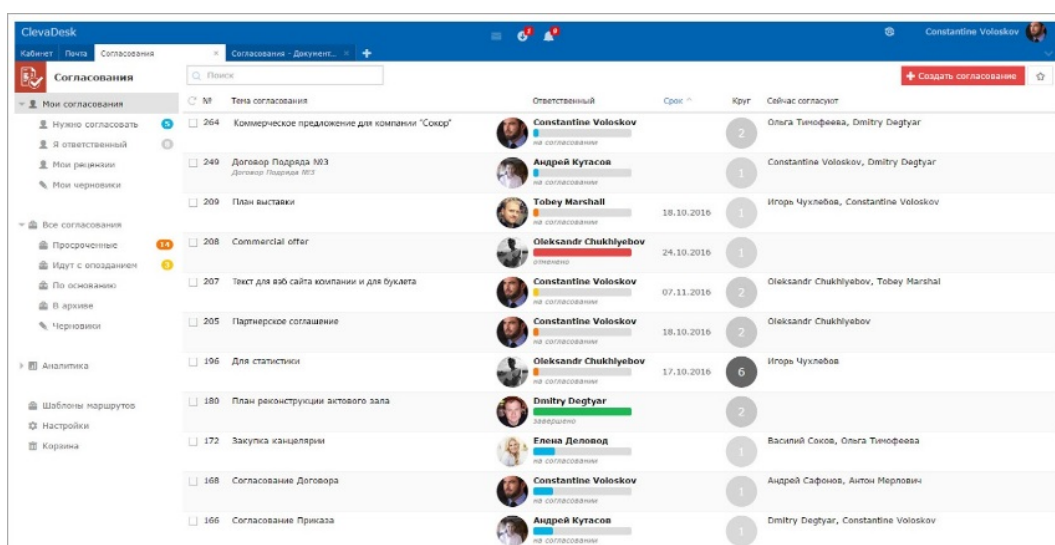 ClevaDesk
2
8
Constantine Voloskov
Кабинет Почта Согласования × Согласования - Документ... × +
Согласования
Поиск
+ Создать согласование
Мои согласования
Нужно согласовать 5
Я ответственный 0
Мои рецензии
Мои черновики
Все согласования
Просроченные 14
Идут с опозданием 3
По основанию
В архиве
Черновики
Аналитика
Шаблоны маршрутов
Настройки
Корзина
№ Тема согласования Ответственный Срок Круг Сейчас согласуют
264 Коммерческое предложение для компании "Сокор" Constantine Voloskov 2 Ольга Тимофеева, Dmitry Degtyar
на согласовании
249 Договор Подряда №3 Андрей Кутасов 1 Constantine Voloskov, Dmitry Degtyar
Договор Подряда №3
на согласовании
209 План выставки Tobey Marshall 18.10.2016 1 Игорь Чухлебов, Constantine Voloskov
на согласовании
208 Commercial offer Oleksandr Chukhlyebov 24.10.2016 1
отменено
207 Текст для вэб сайта компании и для буклета Constantine Voloskov 07.11.2016 2 Oleksandr Chukhlyebov, Tobey Marshal
на согласовании
205 Партнерское соглашение Constantine Voloskov 18.10.2016 2 Oleksandr Chukhlyebov
на согласовании
196 Для статистики Oleksandr Chukhlyebov 17.10.2016 6 Игорь Чухлебов
на согласовании
180 План реконструкции актового зала Dmitry Degtyar 2
завершено
172 Закупка канцелярии Елена Деловод 1 Василий Соков, Ольга Тимофеева
на согласовании
168 Согласование Договора Constantine Voloskov 1 Андрей Сафонов, Антон Мерлович
на согласовании
166 Согласование Приказа Андрей Кутасов 1 Dmitry Degtyar, Constantine Voloskov
на согласовании